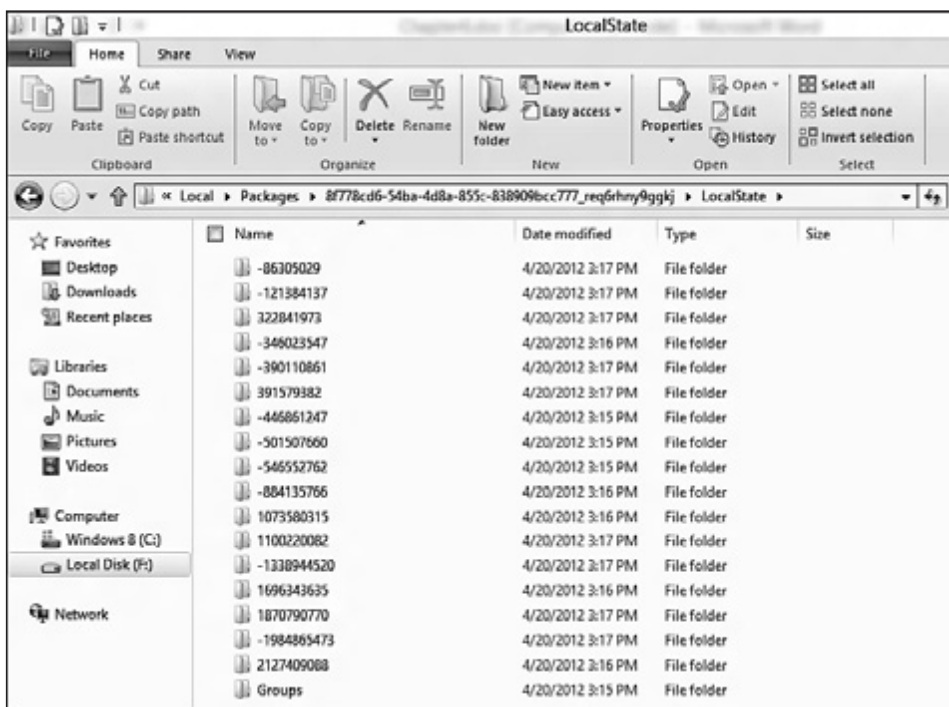 LocalState
File Home Share View
Copy
Paste
Cut
Copy path
Paste shortcut
Clipboard
Move to
Copy to
Delete
Rename
Organize
New folder
New item
Easy access
New
Properties
Open
Edit
History
Open
Select all
Select none
Invert selection
Select
« Local Packages 8f778cd6-54ba-4d8a-855c-838909bcc777_req6rhny9ggkj LocalState
Favorites
Desktop
Downloads
Recent places
Libraries
Documents
Music
Pictures
Videos
Computer
Windows 8 (C:)
Local Disk (F:)
Network
Name Date modified Type Size
-86305029 4/20/2012 3:17 PM File folder
-121384137 4/20/2012 3:17 PM File folder
322841973 4/20/2012 3:17 PM File folder
-346023547 4/20/2012 3:16 PM File folder
-390110861 4/20/2012 3:17 PM File folder
391579382 4/20/2012 3:17 PM File folder
-446861247 4/20/2012 3:15 PM File folder
-501507660 4/20/2012 3:15 PM File folder
-546552762 4/20/2012 3:15 PM File folder
-884135766 4/20/2012 3:16 PM File folder
1073580315 4/20/2012 3:16 PM File folder
1100220082 4/20/2012 3:17 PM File folder
-1338944520 4/20/2012 3:17 PM File folder
1696343635 4/20/2012 3:16 PM File folder
1870790770 4/20/2012 3:17 PM File folder
-1984865473 4/20/2012 3:17 PM File folder
2127409088 4/20/2012 3:16 PM File folder
Groups 4/20/2012 3:15 PM File folder